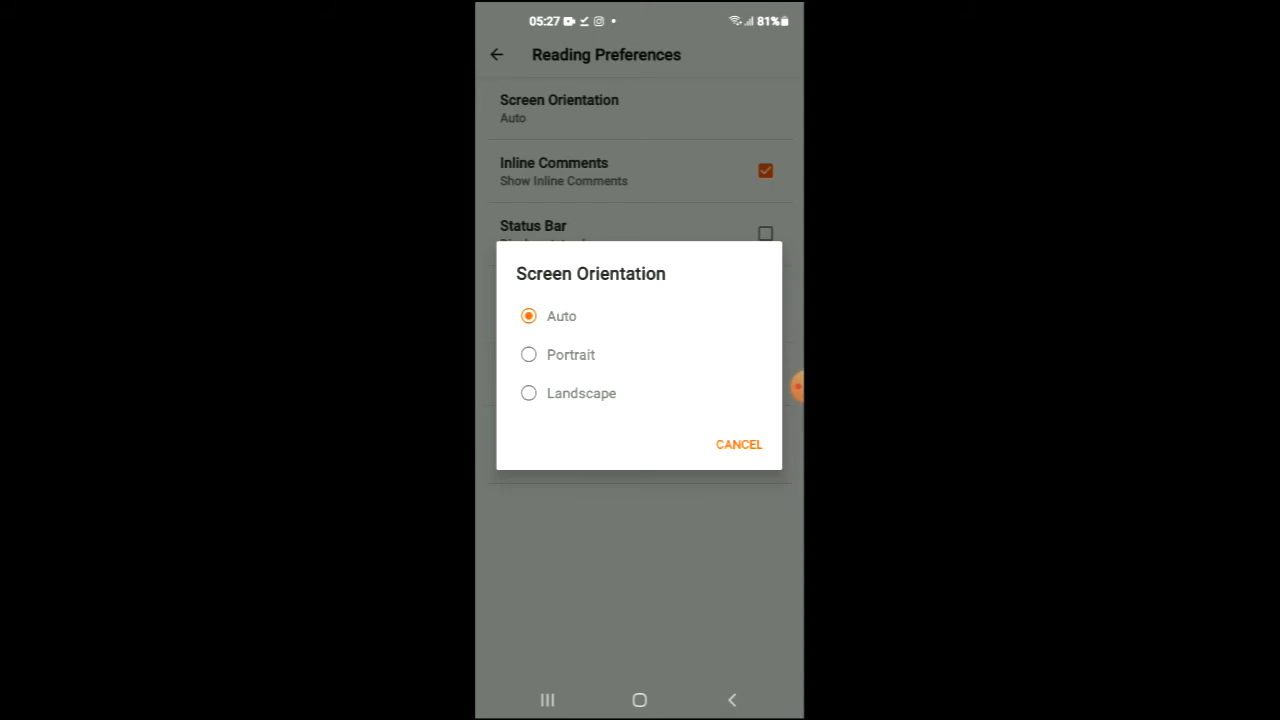 05:27
81%
Reading Preferences
Screen Orientation
Auto
Inline Comments
Show Inline Comments
Status Bar
Screen Orientation
Auto
Portrait
Landscape
CANCEL